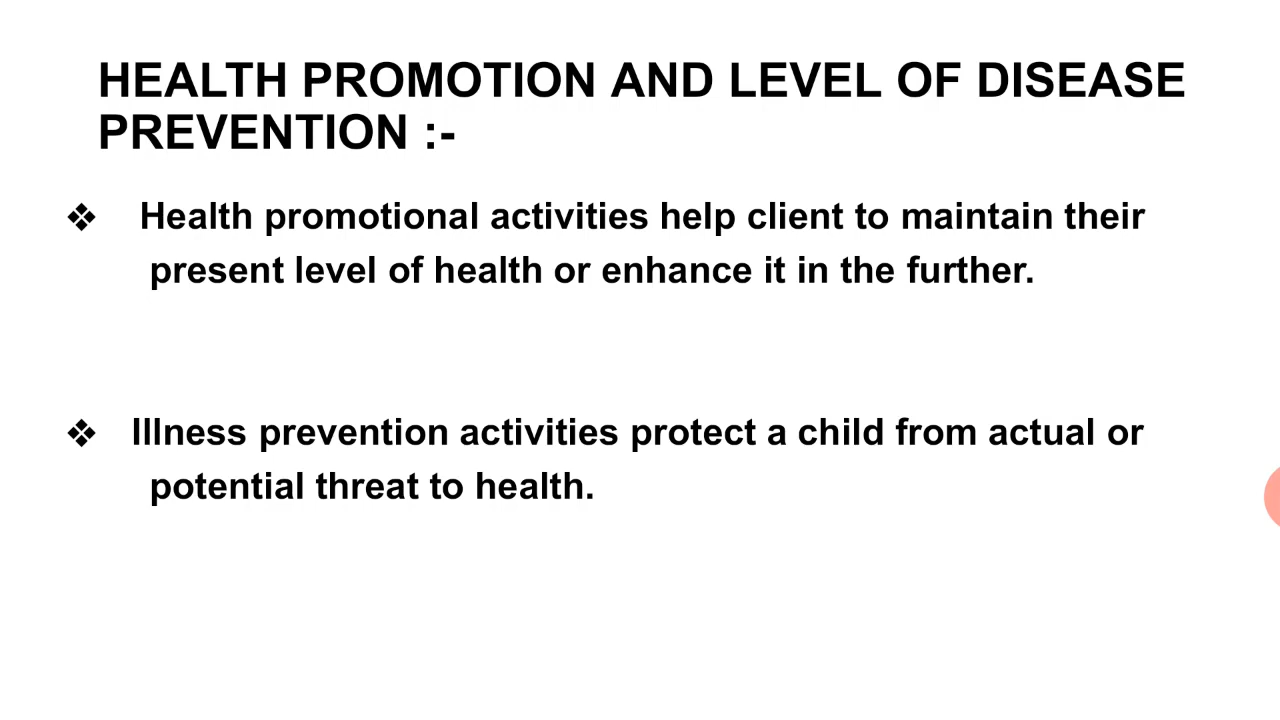 HEALTH PROMOTION AND LEVEL OF DISEASE
PREVENTION :-
❖ Health promotional activities help client to maintain their
present level of health or enhance it in the further.
❖ Illness prevention activities protect a child from actual or
potential threat to health.